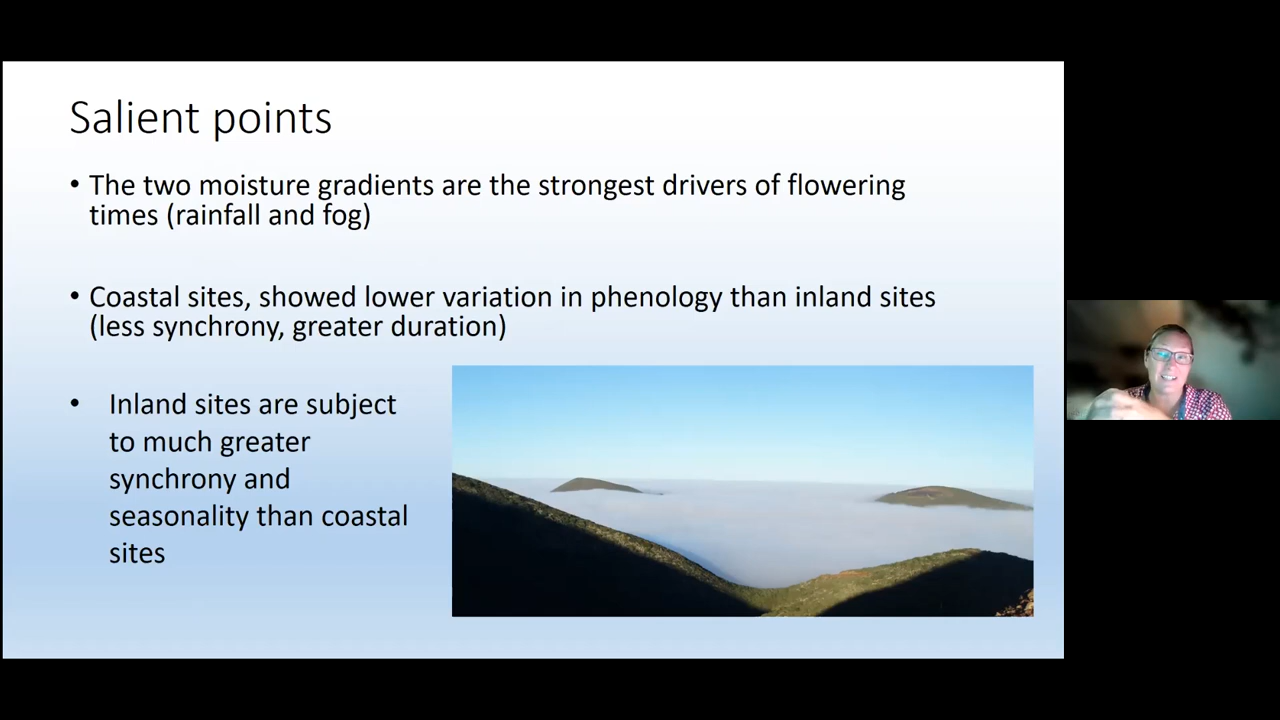 Salient points
• The two moisture gradients are the strongest drivers of flowering
times (rainfall and fog)
• Coastal sites, showed lower variation in phenology than inland sites
(less synchrony, greater duration)
• Inland sites are subject
to much greater
synchrony and
seasonality than coastal
sites